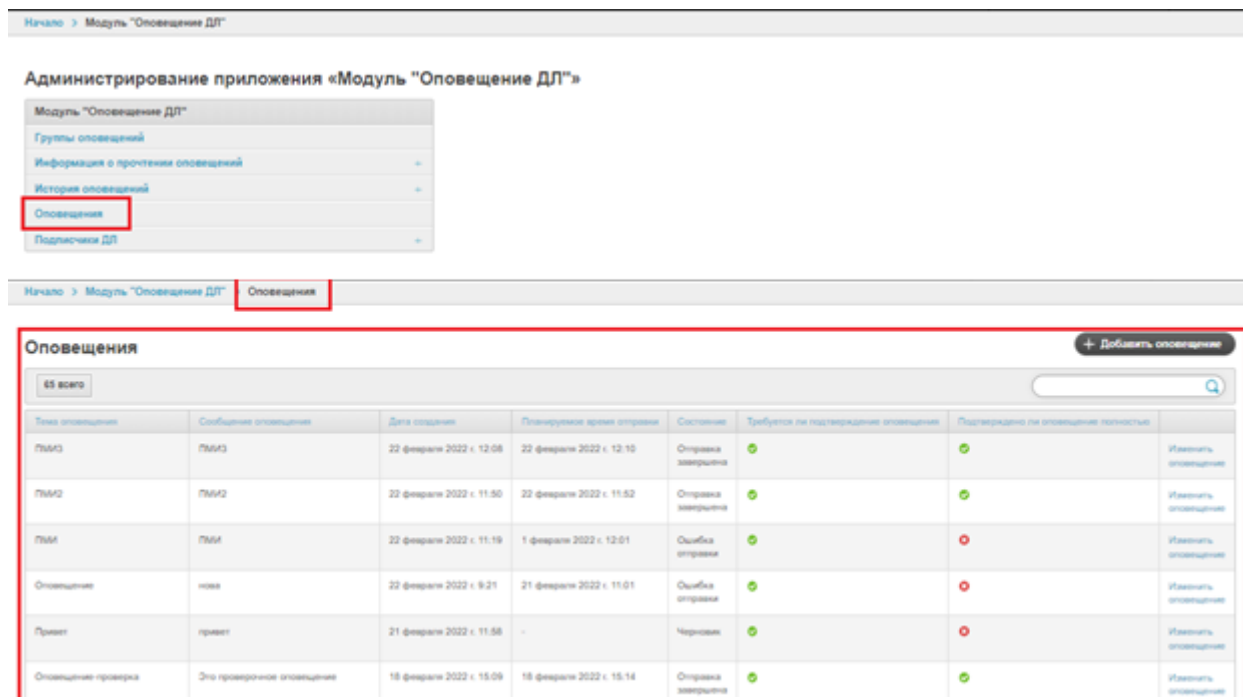 Начало > Модуль "Оповещение ДЛ"
Администрирование приложения «Модуль "Оповещение ДЛ"»
Модуль "Оповещение ДЛ"
Группы оповещений
Информация о прочтении оповещений
История оповещений
Оповещения
Подписчики ДЛ
Начало > Модуль "Оповещение ДЛ" Оповещения
Оповещения
+ Добавить оповещение
65 всего
Тема оповещения Сообщение оповещения Дата создания Планируемое время отправки Состояние Требуется ли подтверждение оповещения Подтверждено ли оповещение полностью
ПМИ3 ПМИ3 22 февраля 2022 г. 12:08 22 февраля 2022 г. 12:10 Отправка завершена Изменить оповещение
ПМИ2 ПМИ2 22 февраля 2022 г. 11:50 22 февраля 2022 г. 11:52 Отправка завершена Изменить оповещение
ПМИ ПМИ 22 февраля 2022 г. 11:19 1 февраля 2022 г. 12:01 Ошибка отправки Изменить оповещение
Оповещение нова 22 февраля 2022 г. 9:21 21 февраля 2022 г. 11:01 Ошибка отправки Изменить оповещение
Привет привет 21 февраля 2022 г. 11:58 - Черновик Изменить оповещение
Оповещение-проверка Это проверочное оповещение 18 февраля 2022 г. 15:09 18 февраля 2022 г. 15:14 Отправка завершена Изменить оповещение